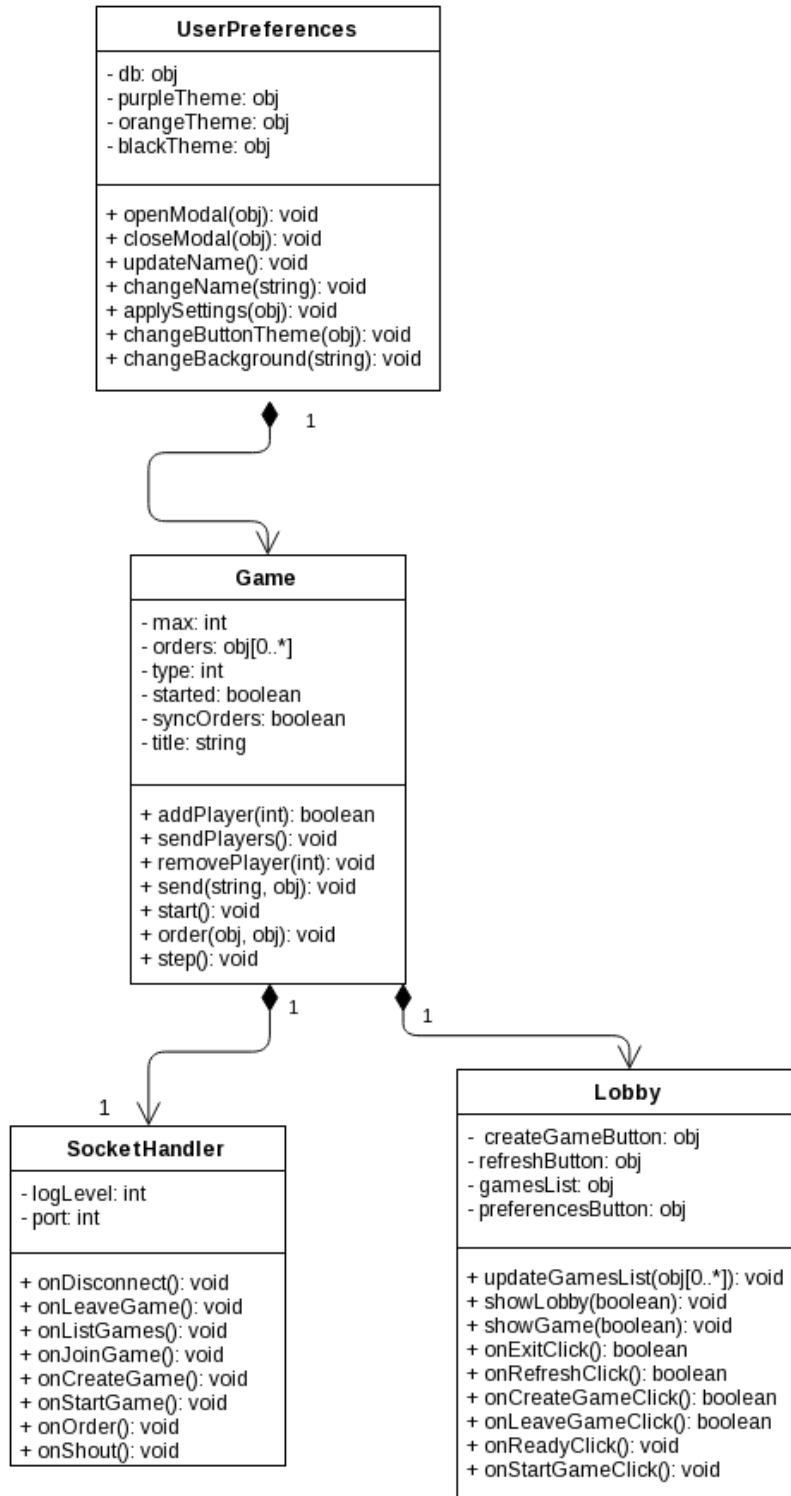 UserPreferences
- db: obj
- purpleTheme: obj
- orangeTheme: obj
- blackTheme: obj
+ openModal(obj): void
+ closeModal(obj): void
+ updateName(): void
+ changeName(string): void
+ applySettings(obj): void
+ changeButtonTheme(obj): void
+ changeBackground(string): void
1
Game
- max: int
- orders: obj[0..*]
- type: int
- started: boolean
- syncOrders: boolean
- title: string
+ addPlayer(int): boolean
+ sendPlayers(): void
+ removePlayer(int): void
+ send(string, obj): void
+ start(): void
+ order(obj, obj): void
+ step(): void
1
1
1
SocketHandler
- logLevel: int
- port: int
+ onDisconnect(): void
+ onLeaveGame(): void
+ onListGames(): void
+ onJoinGame(): void
+ onCreateGame(): void
+ onStartGame(): void
+ onOrder(): void
+ onShout(): void
Lobby
- createGameButton: obj
- refreshButton: obj
- gamesList: obj
- preferencesButton: obj
+ updateGamesList(obj[0..*]): void
+ showLobby(boolean): void
+ showGame(boolean): void
+ onExitClick(): boolean
+ onRefreshClick(): boolean
+ onCreateGameClick(): boolean
+ onLeaveGameClick(): boolean
+ onReadyClick(): void
+ onStartGameClick(): void